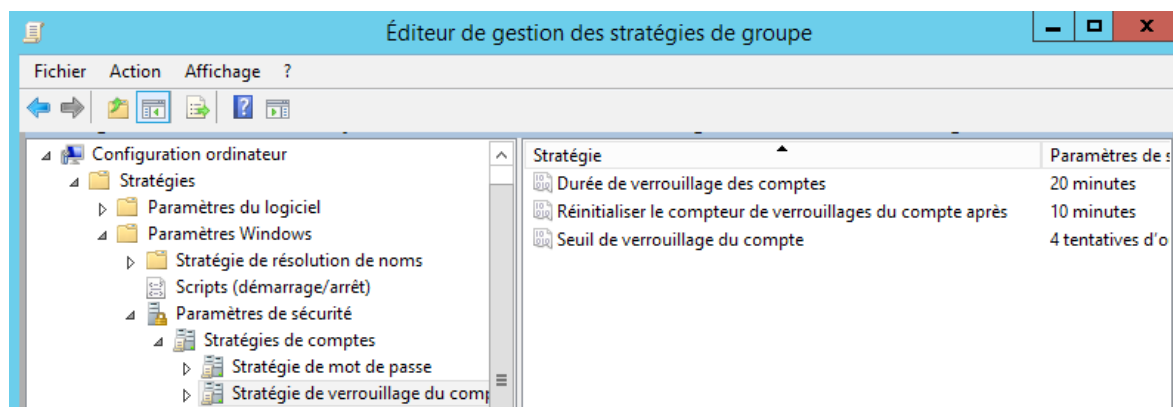 Éditeur de gestion des stratégies de groupe
Fichier Action Affichage ?
Configuration ordinateur
Stratégies
Paramètres du logiciel
Paramètres Windows
Stratégie de résolution de noms
Scripts (démarrage/arrêt)
Paramètres de sécurité
Stratégies de comptes
Stratégie de mot de passe
Stratégie de verrouillage du comp
Stratégie Paramètres de s
Durée de verrouillage des comptes 20 minutes
Réinitialiser le compteur de verrouillages du compte après 10 minutes
Seuil de verrouillage du compte 4 tentatives d'o